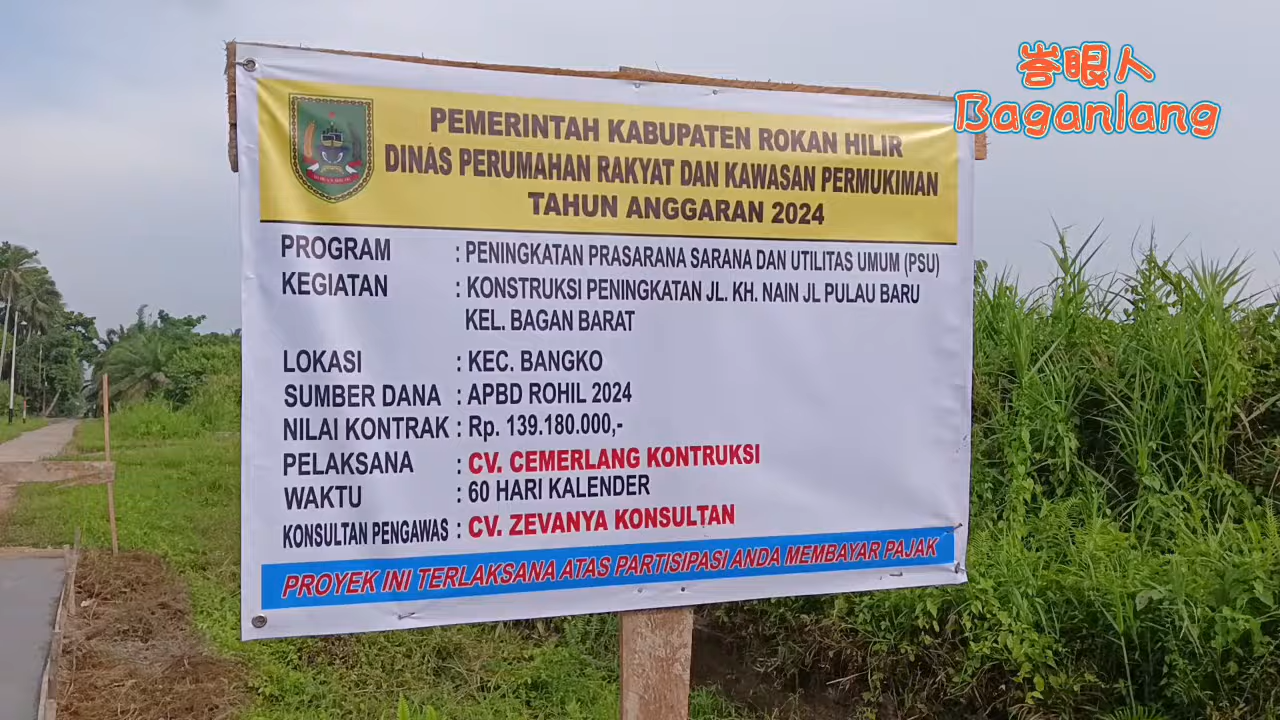 峇眼人
Baganlang
PEMERINTAH KABUPATEN ROKAN HILIR
DINAS PERUMAHAN RAKYAT DAN KAWASAN PERMUKIMAN
TAHUN ANGGARAN 2024
PROGRAM : PENINGKATAN PRASARANA SARANA DAN UTILITAS UMUM (PSU)
KEGIATAN : KONSTRUKSI PENINGKATAN JL. KH. NAIN JL PULAU BARU
KEL. BAGAN BARAT
LOKASI : KEC. BANGKO
SUMBER DANA : APBD ROHIL 2024
NILAI KONTRAK : Rp. 139.180.000,-
PELAKSANA : CV. CEMERLANG KONTRUKSI
WAKTU : 60 HARI KALENDER
KONSULTAN PENGAWAS : CV. ZEVANYA KONSULTAN
PROYEK INI TERLAKSANA ATAS PARTISIPASI ANDA MEMBAYAR PAJAK